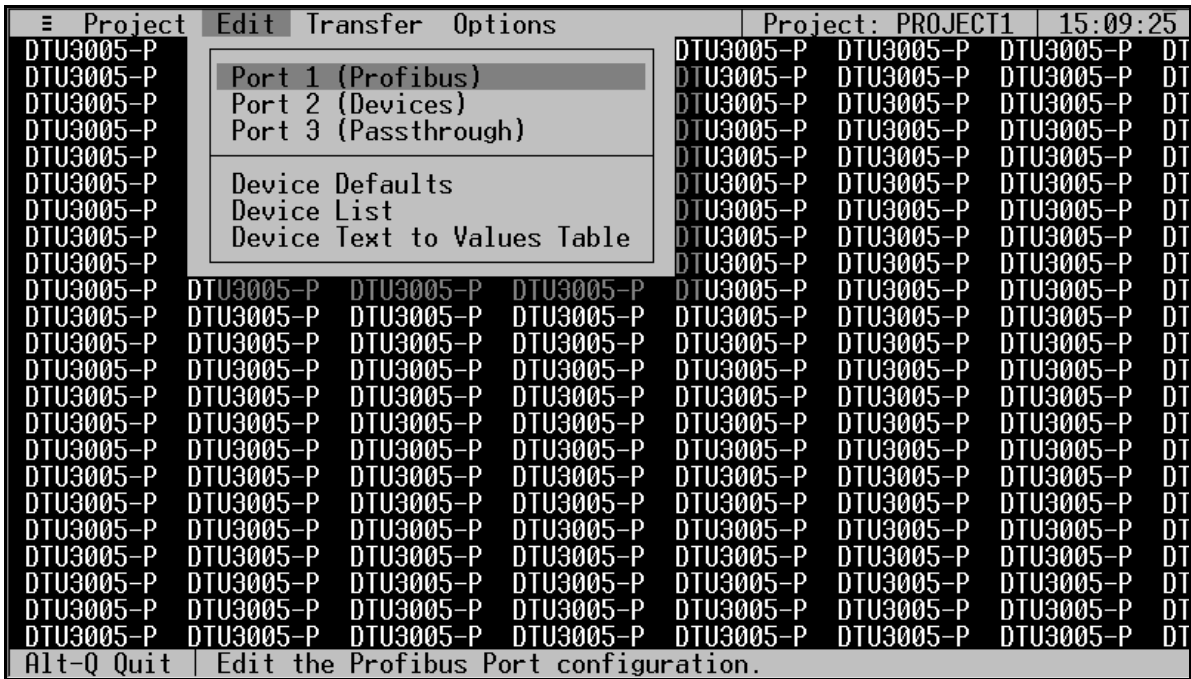 ≡ Project Edit Transfer Options Project: PROJECT1 15:09:25
DTU3005-P DTU3005-P DTU3005-P DTU3005-P DT
DTU3005-P Port 1 (Profibus) DTU3005-P DTU3005-P DTU3005-P DT
DTU3005-P Port 2 (Devices) DTU3005-P DTU3005-P DTU3005-P DT
DTU3005-P Port 3 (Passthrough) DTU3005-P DTU3005-P DTU3005-P DT
DTU3005-P DTU3005-P DTU3005-P DTU3005-P DT
DTU3005-P Device Defaults DTU3005-P DTU3005-P DTU3005-P DT
DTU3005-P Device List DTU3005-P DTU3005-P DTU3005-P DT
DTU3005-P Device Text to Values Table DTU3005-P DTU3005-P DTU3005-P DT
DTU3005-P DTU3005-P DTU3005-P DTU3005-P DT
DTU3005-P DTU3005-P DTU3005-P DTU3005-P DTU3005-P DTU3005-P DTU3005-P DT
DTU3005-P DTU3005-P DTU3005-P DTU3005-P DTU3005-P DTU3005-P DTU3005-P DT
DTU3005-P DTU3005-P DTU3005-P DTU3005-P DTU3005-P DTU3005-P DTU3005-P DT
DTU3005-P DTU3005-P DTU3005-P DTU3005-P DTU3005-P DTU3005-P DTU3005-P DT
DTU3005-P DTU3005-P DTU3005-P DTU3005-P DTU3005-P DTU3005-P DTU3005-P DT
DTU3005-P DTU3005-P DTU3005-P DTU3005-P DTU3005-P DTU3005-P DTU3005-P DT
DTU3005-P DTU3005-P DTU3005-P DTU3005-P DTU3005-P DTU3005-P DTU3005-P DT
DTU3005-P DTU3005-P DTU3005-P DTU3005-P DTU3005-P DTU3005-P DTU3005-P DT
DTU3005-P DTU3005-P DTU3005-P DTU3005-P DTU3005-P DTU3005-P DTU3005-P DT
DTU3005-P DTU3005-P DTU3005-P DTU3005-P DTU3005-P DTU3005-P DTU3005-P DT
DTU3005-P DTU3005-P DTU3005-P DTU3005-P DTU3005-P DTU3005-P DTU3005-P DT
DTU3005-P DTU3005-P DTU3005-P DTU3005-P DTU3005-P DTU3005-P DTU3005-P DT
DTU3005-P DTU3005-P DTU3005-P DTU3005-P DTU3005-P DTU3005-P DTU3005-P DT
DTU3005-P DTU3005-P DTU3005-P DTU3005-P DTU3005-P DTU3005-P DTU3005-P DT
Alt-Q Quit Edit the Profibus Port configuration.